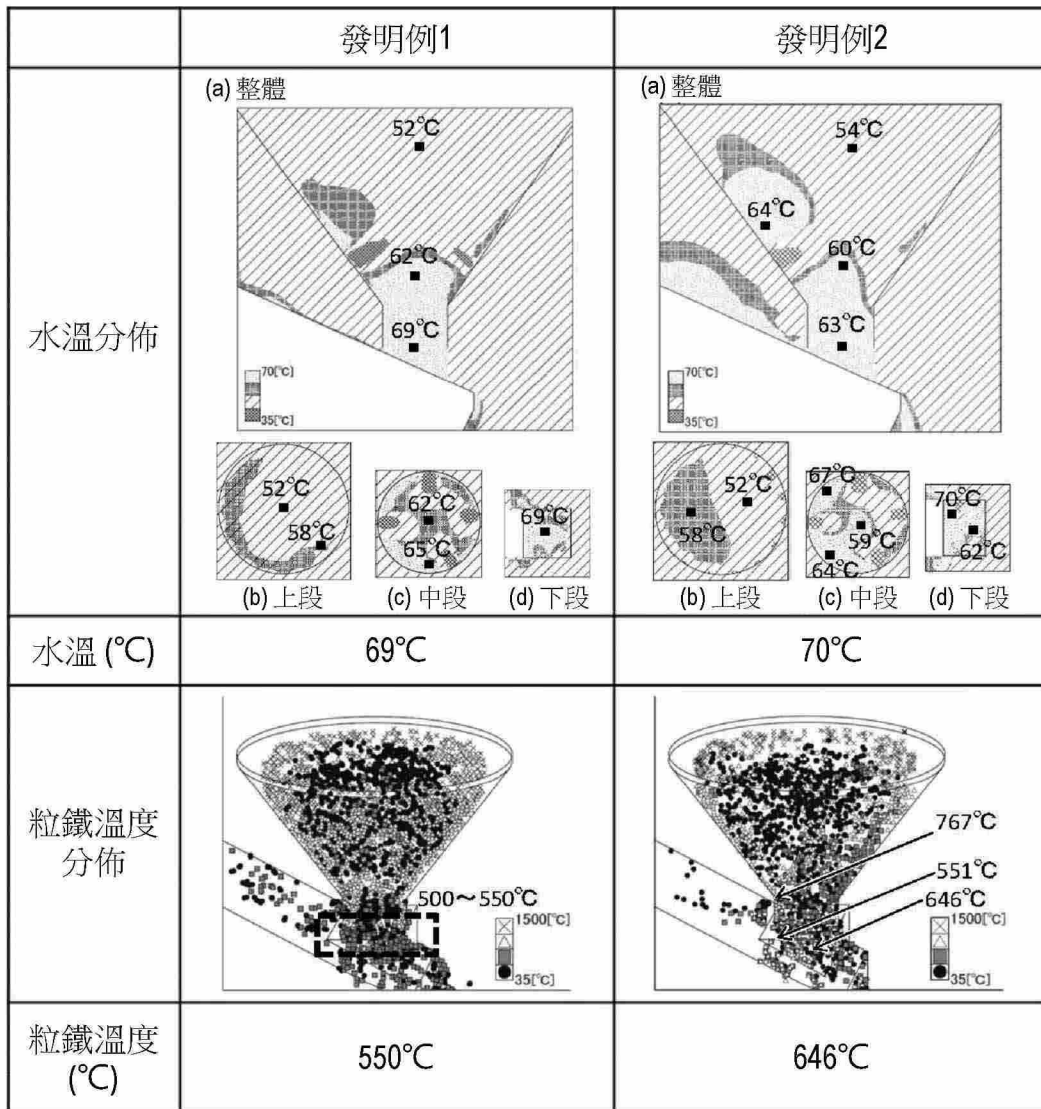 發明例1
發明例2
水溫分佈
(a) 整體
52℃
62℃
69℃
70[℃]
35[℃]
52℃
58℃
(b) 上段
62℃
65℃
(c) 中段
69℃
(d) 下段
(a) 整體
54℃
64℃
60℃
63℃
70[℃]
35[℃]
52℃
58℃
(b) 上段
67℃
59℃
64℃
(c) 中段
70℃
62℃
(d) 下段
水溫 (℃)
69℃
70℃
粒鐵溫度
分佈
500～550℃
1500[℃]
35[℃]
767℃
551℃
646℃
1500[℃]
35[℃]
粒鐵溫度
(℃)
550℃
646℃